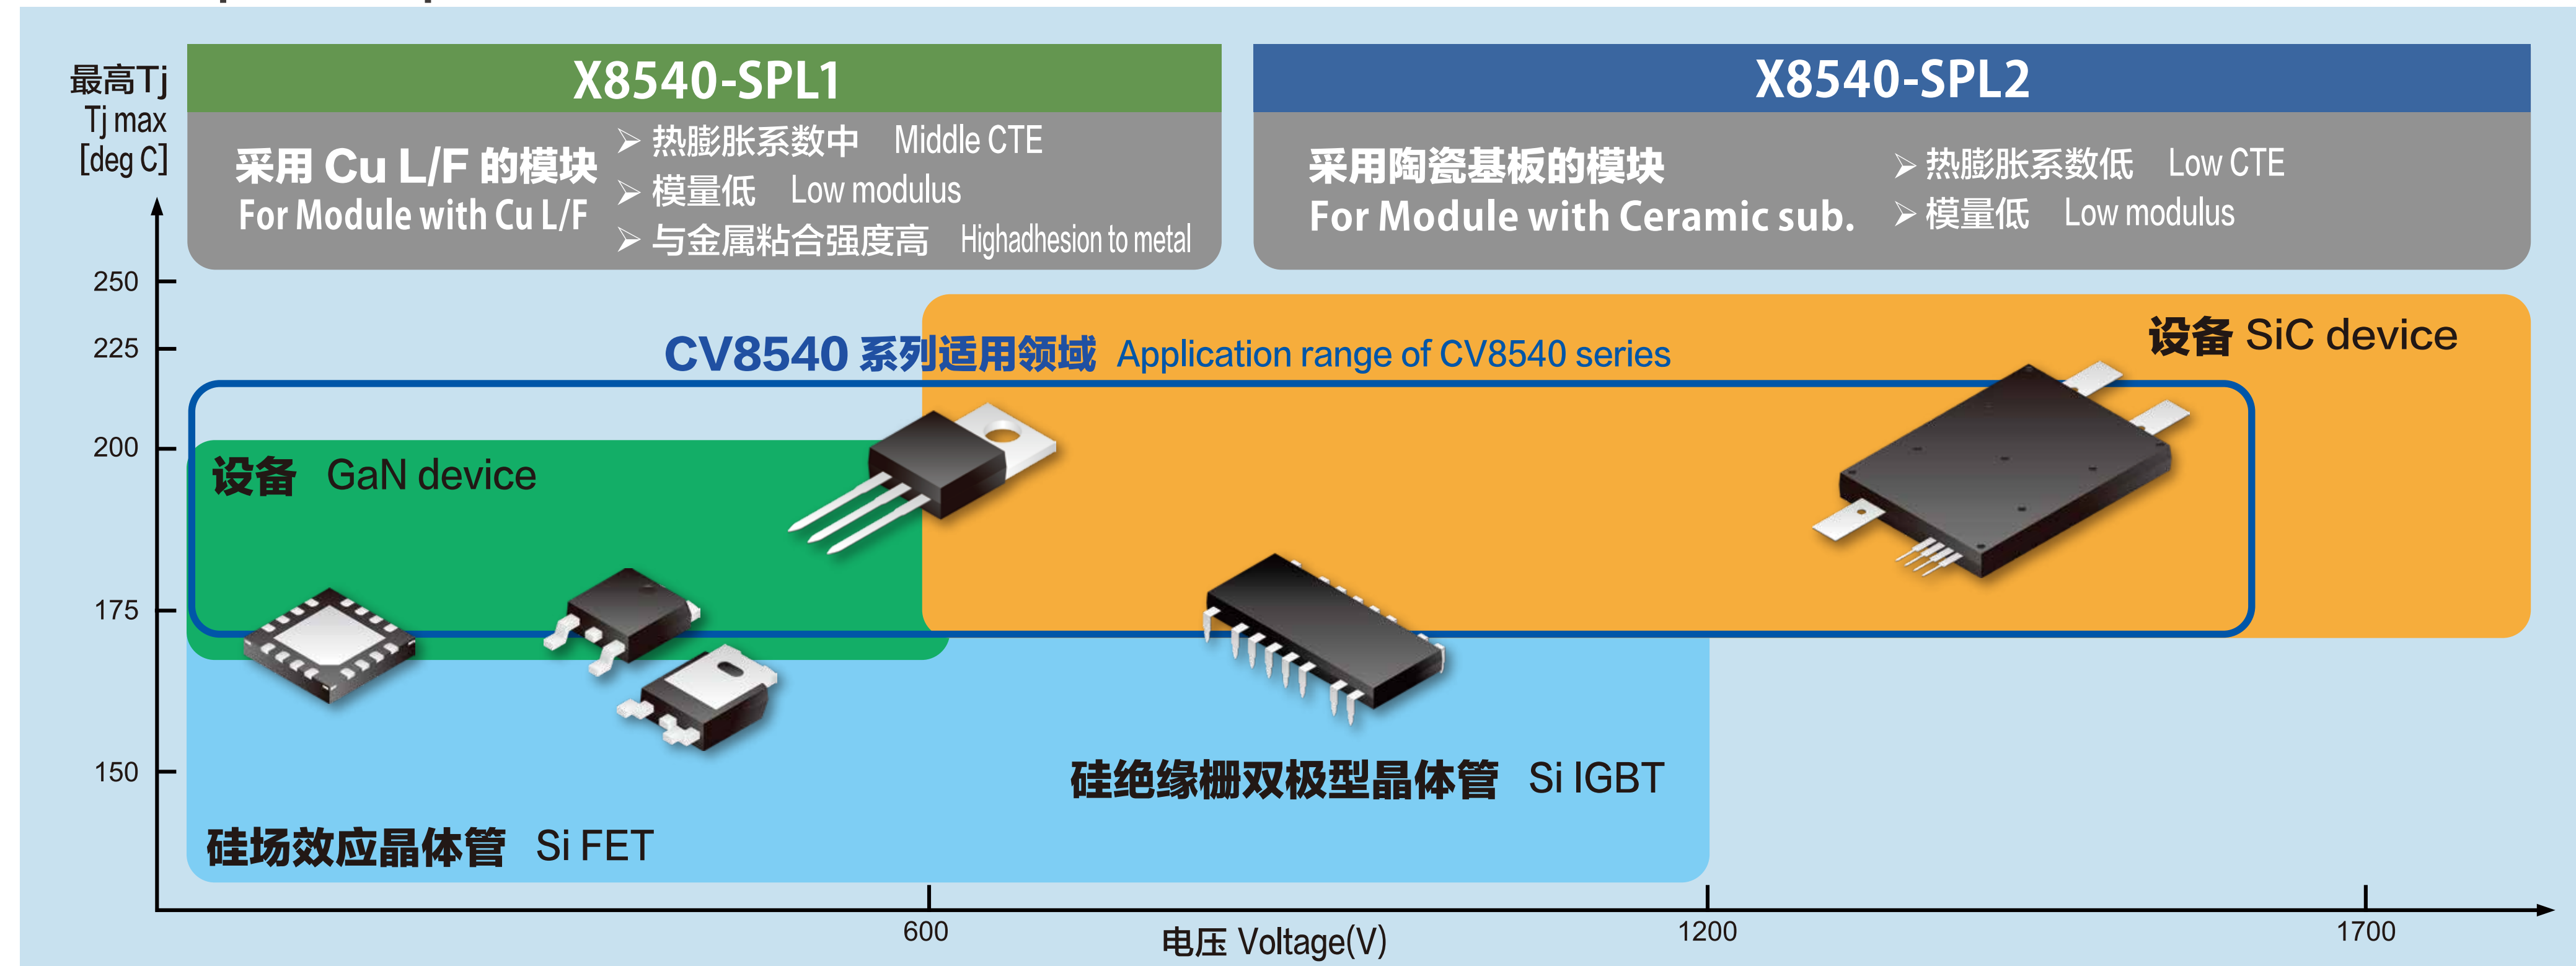 最高Tj
Tj max
[deg C]
X8540-SPL1
采用 Cu L/F 的模块
For Module with Cu L/F
➢ 热膨胀系数中 Middle CTE
➢ 模量低 Low modulus
➢ 与金属粘合强度高 Highadhesion to metal
X8540-SPL2
采用陶瓷基板的模块
For Module with Ceramic sub.
➢ 热膨胀系数低 Low CTE
➢ 模量低 Low modulus
250
225
200
175
150
CV8540 系列适用领域 Application range of CV8540 series
设备 SiC device
设备 GaN device
硅绝缘栅双极型晶体管 Si IGBT
硅场效应晶体管 Si FET
600
1200
1700
电压 Voltage(V)